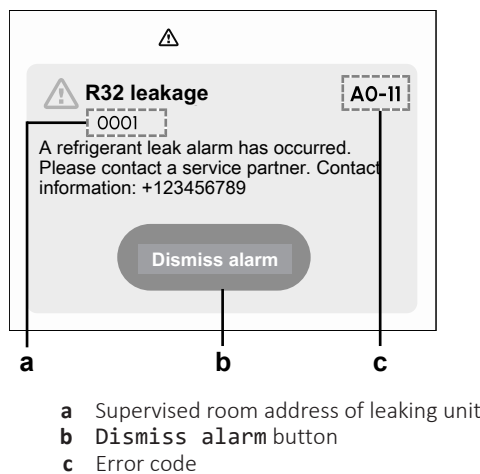 R32 leakage
A0-11
0001
A refrigerant leak alarm has occurred.
Please contact a service partner. Contact
information: +123456789
Dismiss alarm
a b c
a Supervised room address of leaking unit
b Dismiss alarm button
c Error code